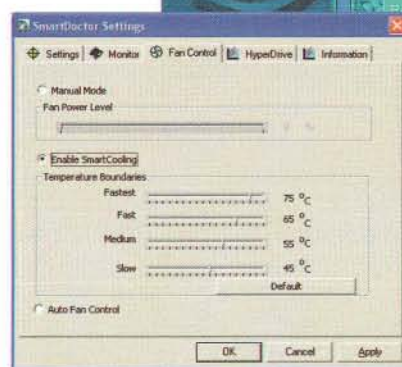 SmartDoctor Settings
Settings Monitor Fan Control HyperDrive Information
Manual Mode
Fan Power Level
Enable SmartCooling
Temperature Boundaries
Fastest 75 °C
Fast 65 °C
Medium 55 °C
Slow 45 °C
Default
Auto Fan Control
OK Cancel Apply